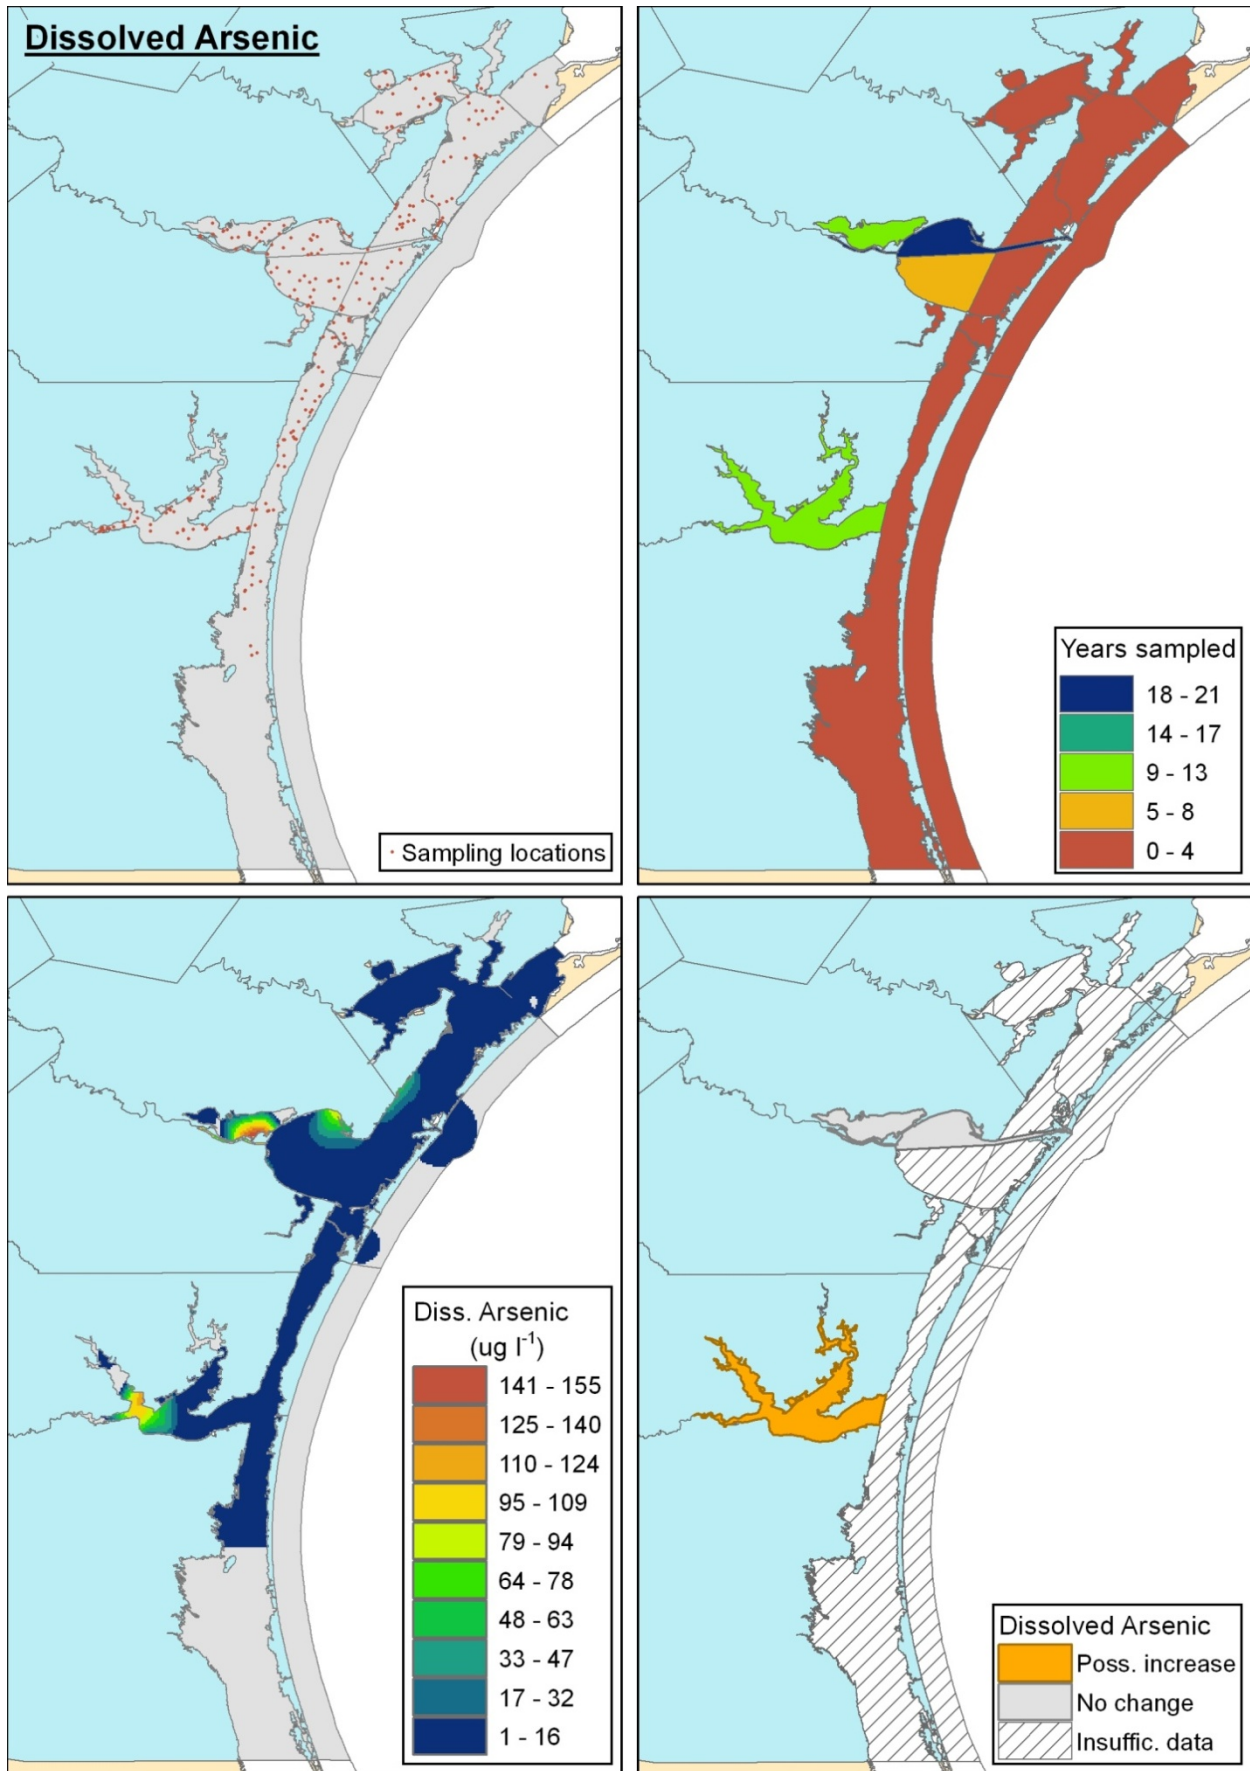 Dissolved Arsenic
Sampling locations
Years sampled
18 - 21
14 - 17
9 - 13
5 - 8
0 - 4
Diss. Arsenic
(ug l⁻¹)
141 - 155
125 - 140
110 - 124
95 - 109
79 - 94
64 - 78
48 - 63
33 - 47
17 - 32
1 - 16
Dissolved Arsenic
Poss. increase
No change
Insuffic. data